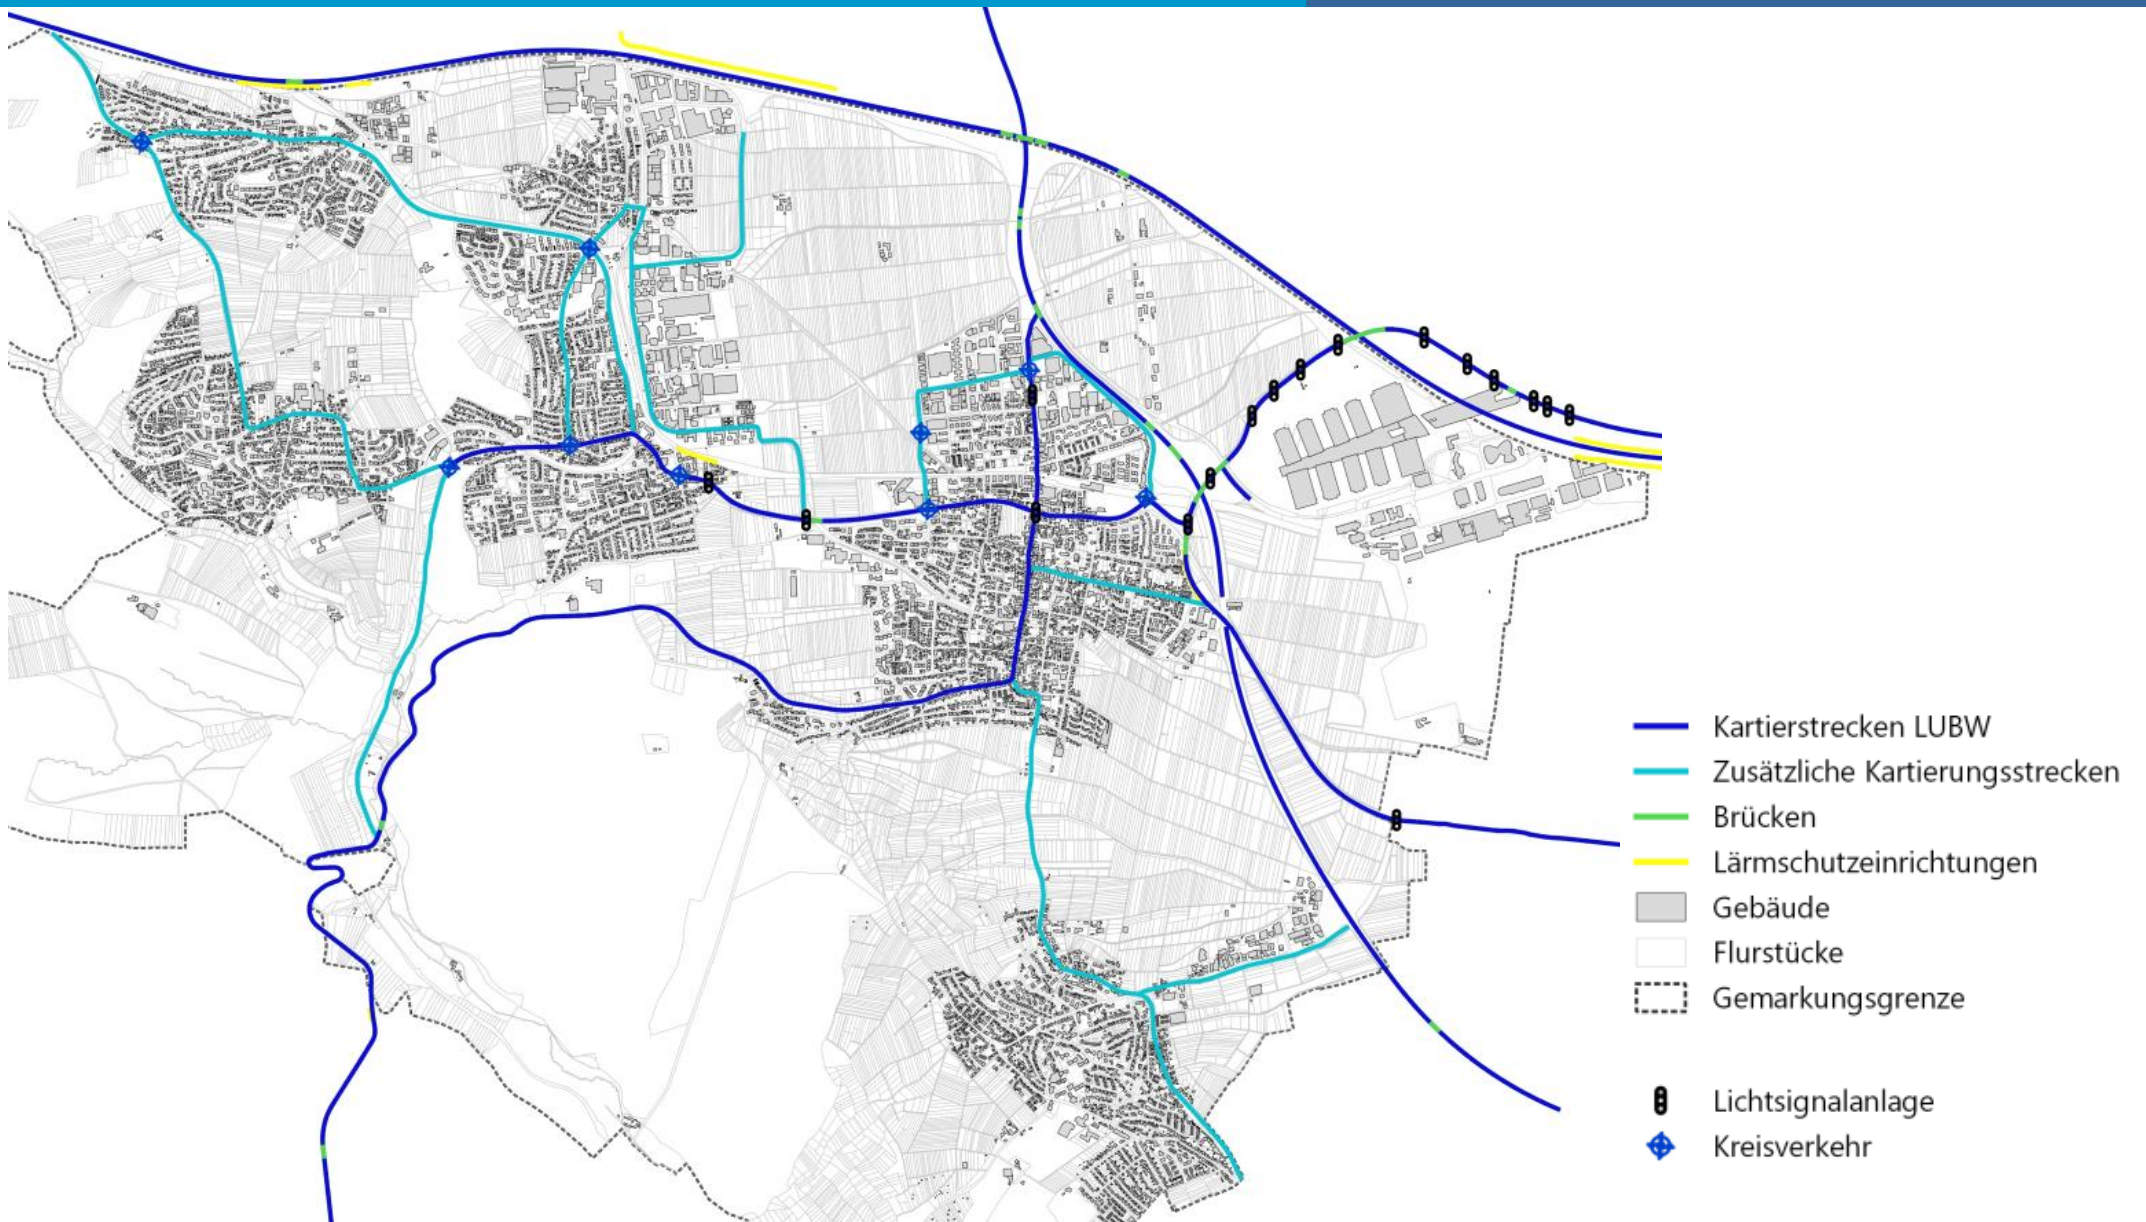 Kartierstrecken LUBW
Zusätzliche Kartierungsstrecken
Brücken
Lärmschutzeinrichtungen
Gebäude
Flurstücke
Gemarkungsgrenze
Lichtsignalanlage
Kreisverkehr